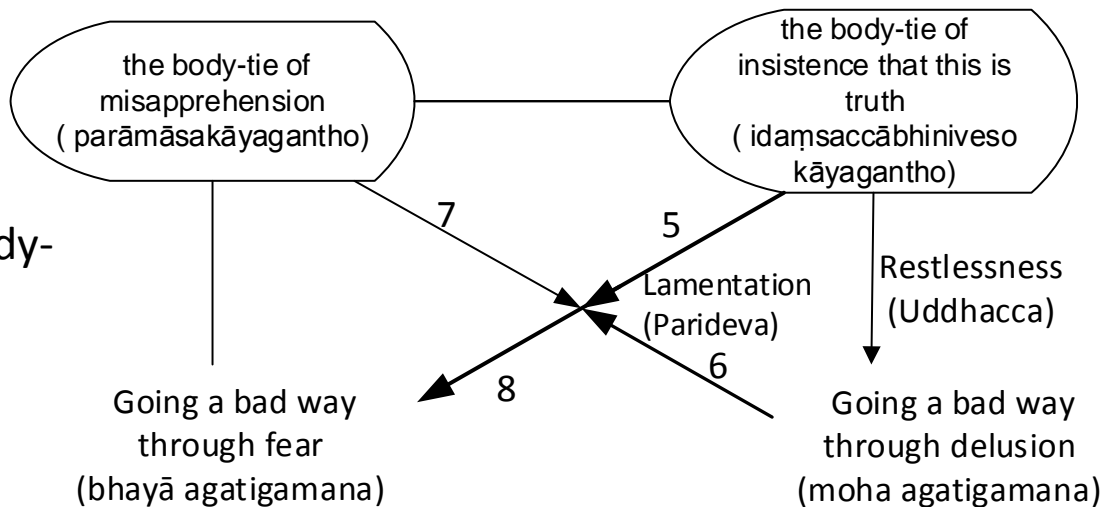 the body-tie of
misapprehension
( parāmāsakāyagantho)
the body-tie of
insistence that this is
truth
( idaṃsaccābhiniveso
kāyagantho)
dy-
7
5
Lamentation
(Parideva)
Restlessness
(Uddhacca)
6
8
Going a bad way
through fear
(bhayā agatigamana)
Going a bad way
through delusion
(moha agatigamana)